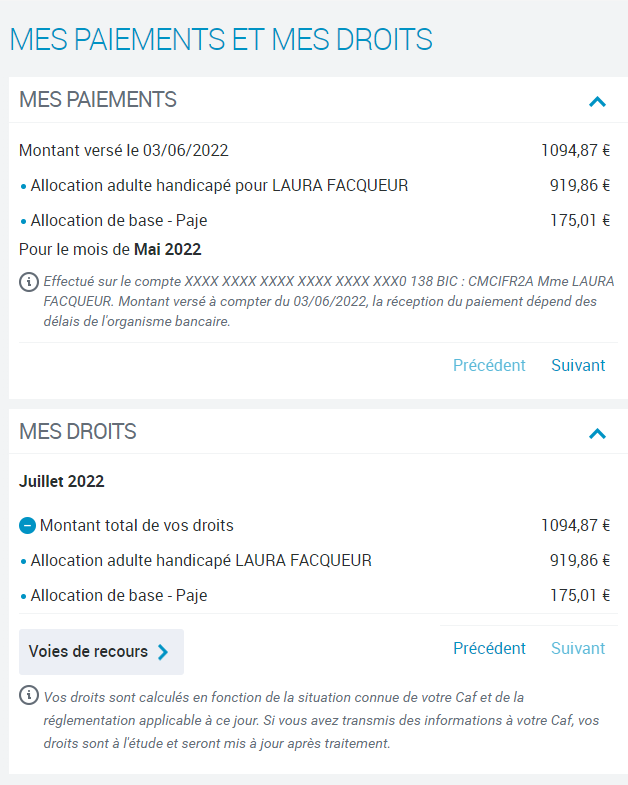 MES PAIEMENTS ET MES DROITS
MES PAIEMENTS
Montant versé le 03/06/2022 1094,87 €
• Allocation adulte handicapé pour LAURA FACQUEUR 919,86 €
• Allocation de base - Paje 175,01 €
Pour le mois de Mai 2022
Effectué sur le compte XXXX XXXX XXXX XXXX XXXX XXX0 138 BIC : CMCIFR2A Mme LAURA
FACQUEUR. Montant versé à compter du 03/06/2022, la réception du paiement dépend des
délais de l'organisme bancaire.
Précédent Suivant
MES DROITS
Juillet 2022
Montant total de vos droits 1094,87 €
• Allocation adulte handicapé LAURA FACQUEUR 919,86 €
• Allocation de base - Paje 175,01 €
Voies de recours Précédent Suivant
Vos droits sont calculés en fonction de la situation connue de votre Caf et de la
réglementation applicable à ce jour. Si vous avez transmis des informations à votre Caf, vos
droits sont à l'étude et seront mis à jour après traitement.